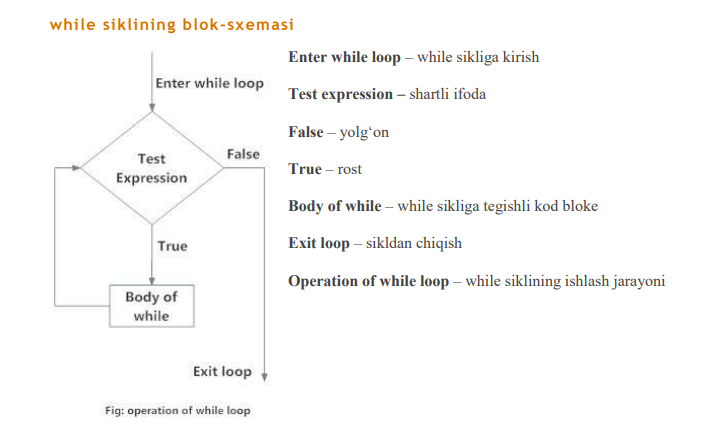 while siklining blok-sxemasi
Enter while loop
Test
Expression
False
True
Body of
while
Exit loop
Fig: operation of while loop
Enter while loop – while sikliga kirish
Test expression – shartli ifoda
False – yolg‘on
True – rost
Body of while – while sikliga tegishli kod bloke
Exit loop – sikldan chiqish
Operation of while loop – while siklining ishlash jarayoni